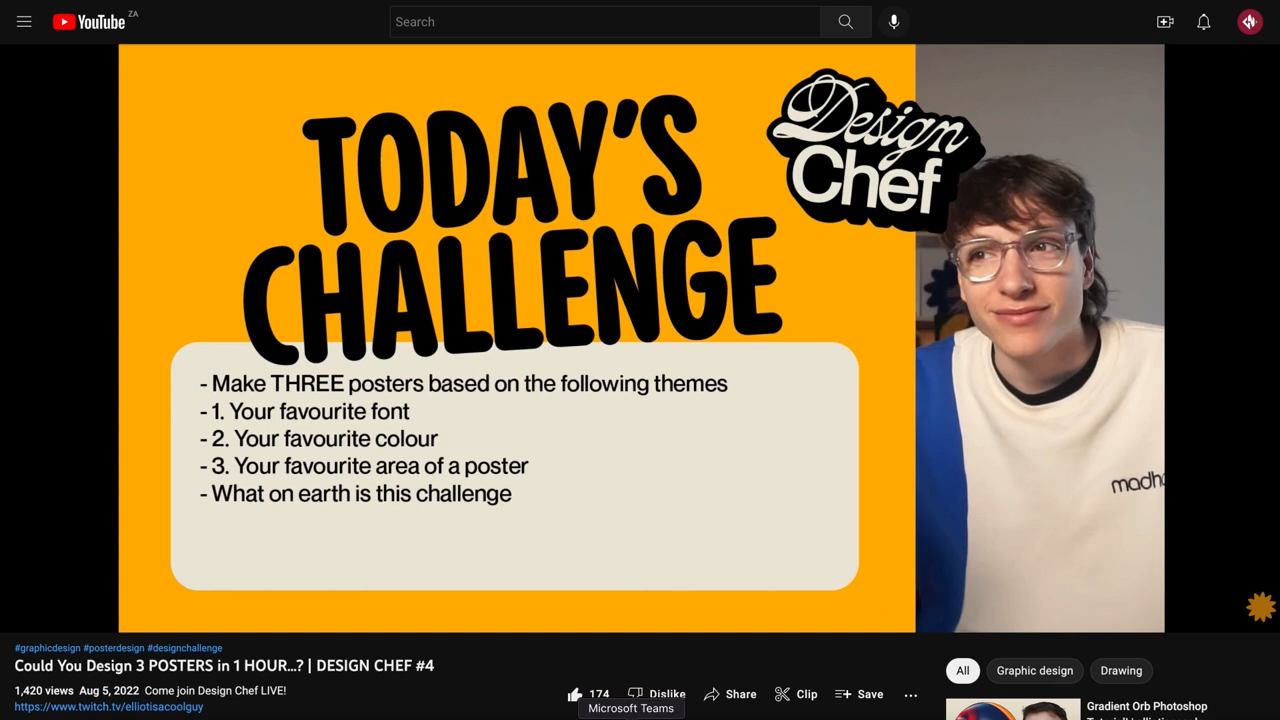 YouTube ZA
Search
TODAY'S
CHALLENGE
Design
Chef
- Make THREE posters based on the following themes
- 1. Your favourite font
- 2. Your favourite colour
- 3. Your favourite area of a poster
- What on earth is this challenge
#graphicdesign #posterdesign #designchallenge
Could You Design 3 POSTERS in 1 HOUR...? | DESIGN CHEF #4
1,420 views Aug 5, 2022 Come join Design Chef LIVE!
https://www.twitch.tv/elliotisacoolguy
174 Dislike Share Clip Save
Microsoft Teams
All Graphic design Drawing
Gradient Orb Photoshop